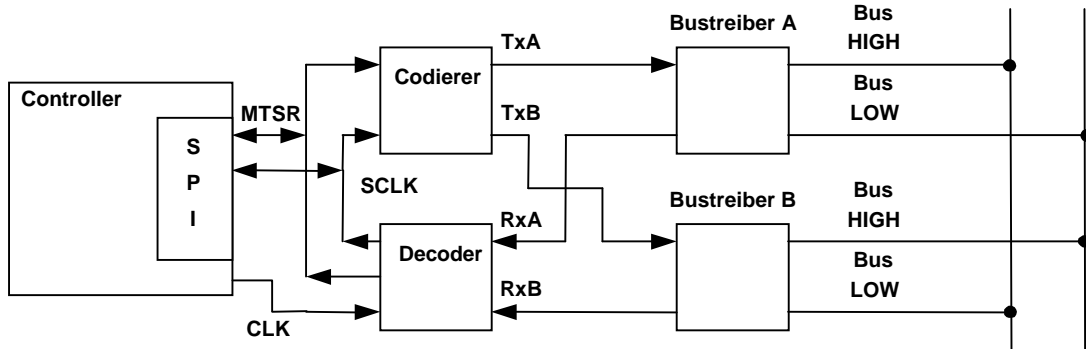 Controller
S
P
I
MTSR
SCLK
CLK
Codierer
Decoder
TxA
TxB
RxA
RxB
Bustreiber A
Bus
HIGH
Bus
LOW
Bustreiber B
Bus
HIGH
Bus
LOW